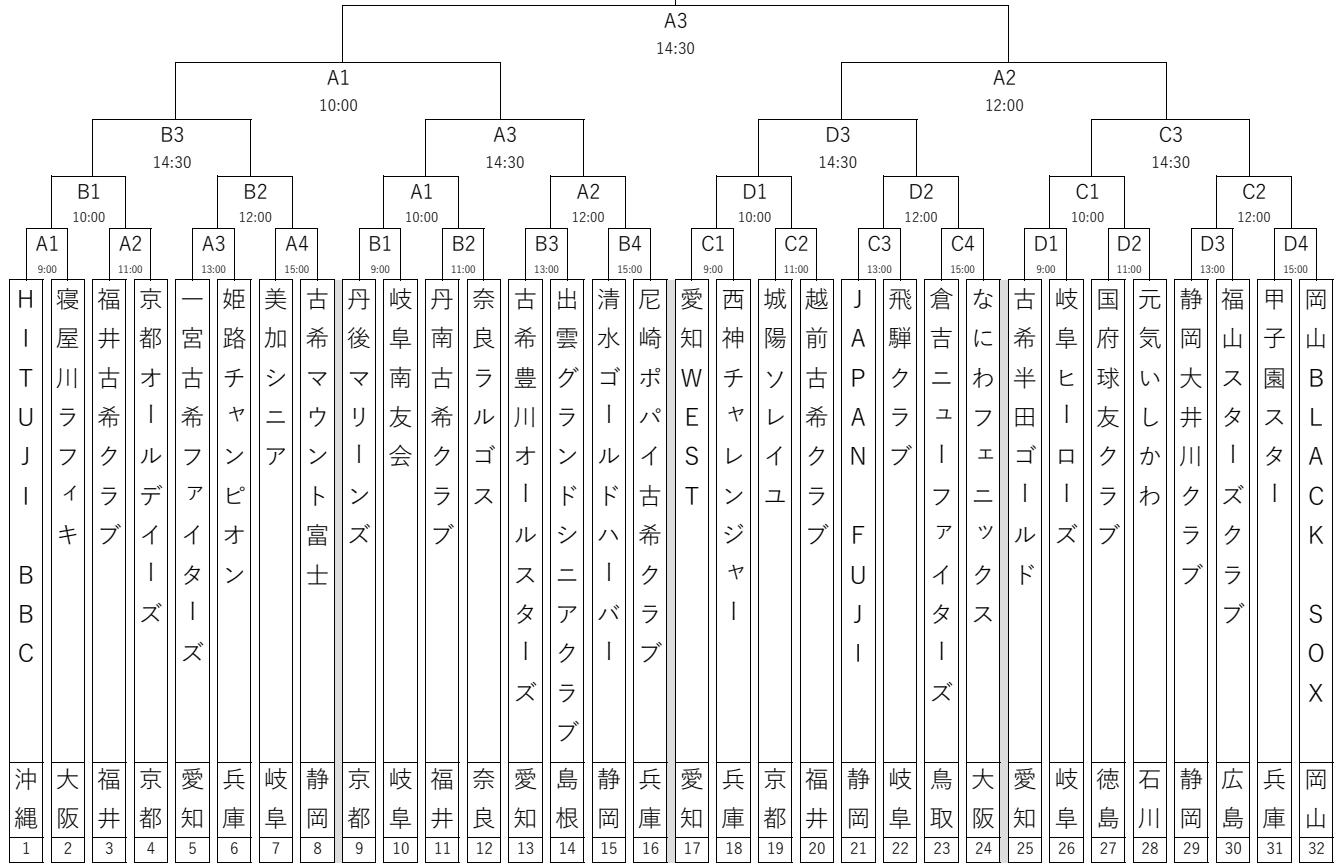 A3
14:30
A1
A2
10:00
12:00
B3
A3
D3
C3
14:30
14:30
14:30
14:30
B1
B2
A1
A2
D1
D2
C1
C2
10:00
12:00
10:00
12:00
10:00
12:00
10:00
12:00
A1
A2
A3
A4
B1
B2
B3
B4
C1
C2
C3
C4
D1
D2
D3
D4
9:00
11:00
13:00
15:00
9:00
11:00
13:00
15:00
9:00
11:00
13:00
15:00
9:00
11:00
13:00
15:00
HITUJI BBC
寝屋川ラフィキ
福井古希クラブ
京都オールデイーズ
一宮古希ファイターズ
姫路チャンピオン
美加シニア
古希マウント富士
丹後マリーンズ
岐阜南友会
丹南古希クラブ
奈良ラルゴス
古希豊川オールスターズ
出雲グランドシニアクラブ
清水ゴールドハーバー
尼崎ポパイ古希クラブ
愛知WEST
西神チャレンジャー
城陽ソレイユ
越前古希クラブ
JAPAN FUJI
飛騨クラブ
倉吉ニューファァイターズ
なにわフェニックス
古希半田ゴールド
岐阜ヒーローズ
国府球友クラブ
元気いしかわ
静岡大井川クラブ
福山スターズクラブ
甲子園スター
岡山BLACK SOX
沖縄
大阪
福井
京都
愛知
兵庫
岐阜
静岡
京都
岐阜
福井
奈良
愛知
島根
静岡
兵庫
愛知
兵庫
京都
福井
静岡
岐阜
鳥取
大阪
愛知
岐阜
徳島
石川
静岡
広島
兵庫
岡山
1
2
3
4
5
6
7
8
9
10
11
12
13
14
15
16
17
18
19
20
21
22
23
24
25
26
27
28
29
30
31
32